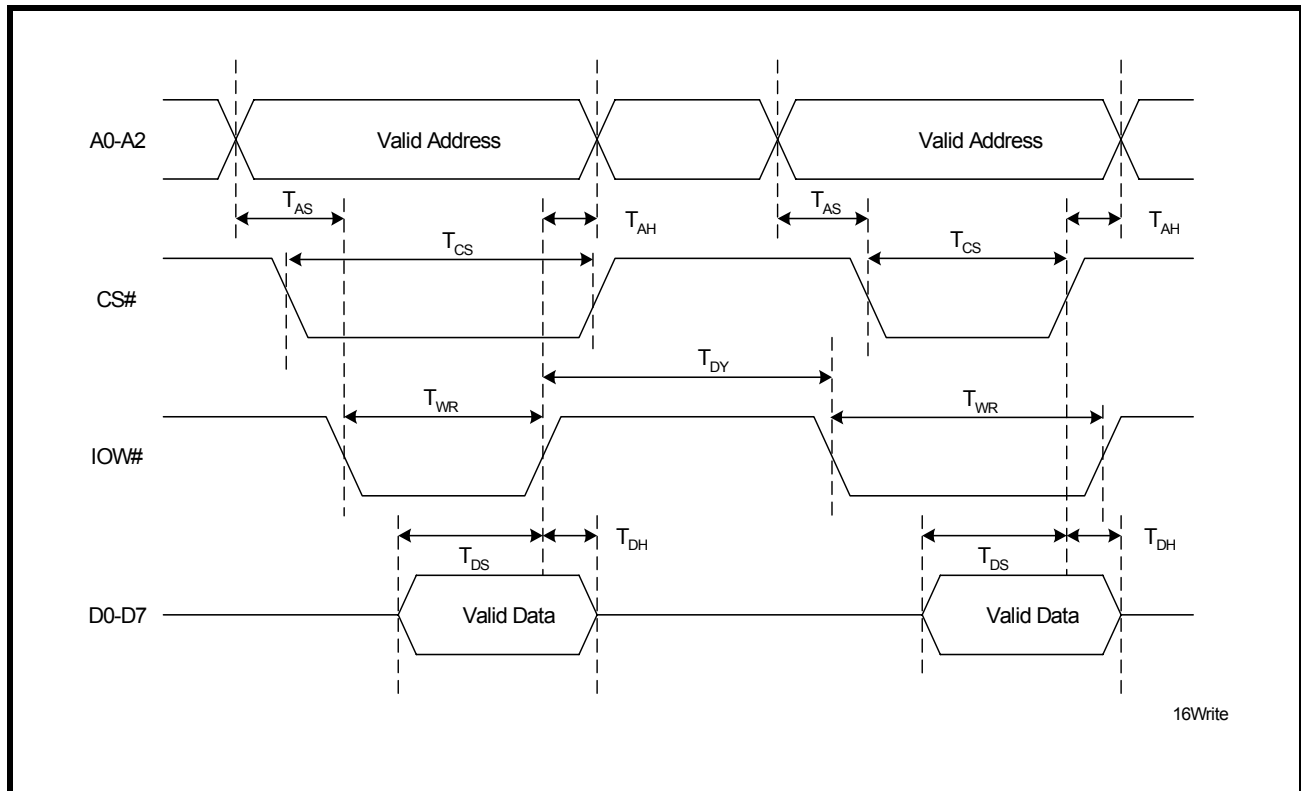 A0-A2
Valid Address
Valid Address
TAS
TAH
TAS
TAH
TCS
TCS
CS#
TDY
TWR
TWR
IOW#
TDS
TDH
TDS
TDH
D0-D7
Valid Data
Valid Data
16Write